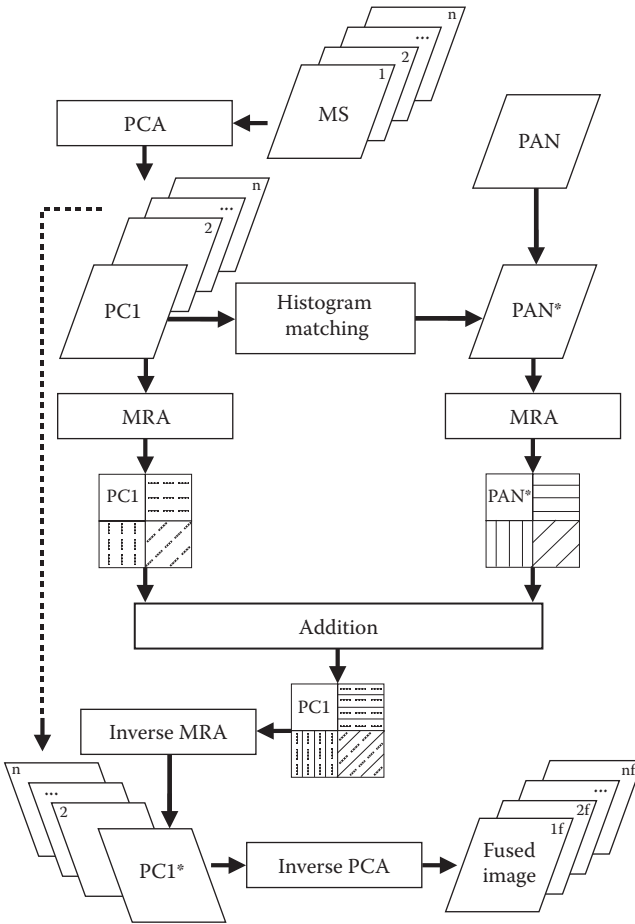 n
...
2
1
MS
PCA
PAN
n
...
2
PC1
Histogram
matching
PAN*
MRA
MRA
PC1
PAN*
Addition
PC1
Inverse MRA
n
...
2
PC1*
Inverse PCA
nf
...
2f
1f
Fused
image